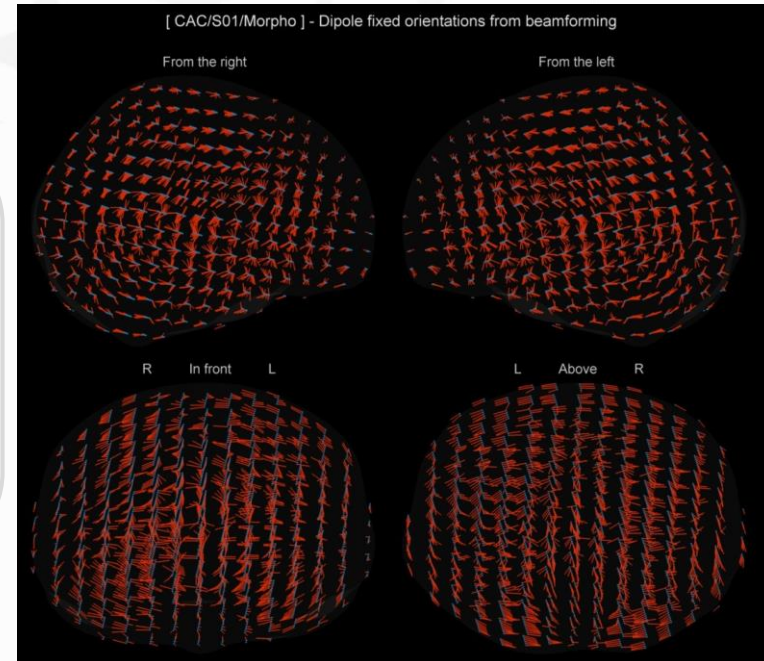 [ CAC/S01/Morpho ] - Dipole fixed orientations from beamforming
From the right
From the left
R In front L
L Above R